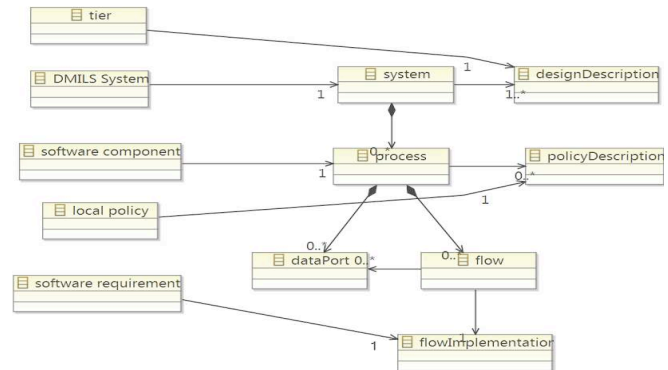 tier
DMILS System
1
system
1
designDescription
1..*
software component
1
0..*
process
policyDescription
0..*
local policy
1
0..*
dataPort
0..*
0..*
flow
software requirement
1
1
flowImplementation